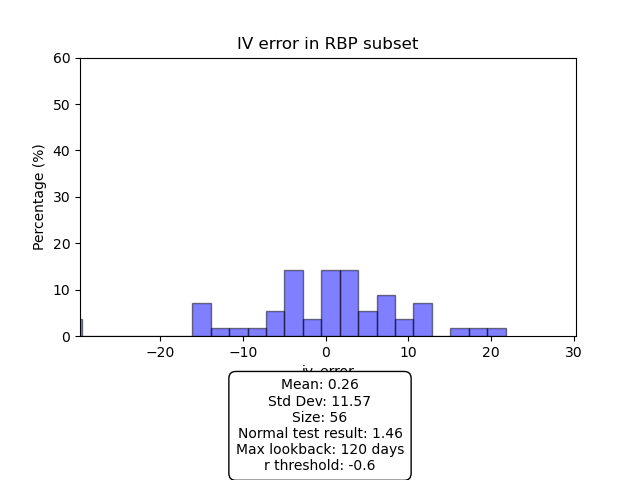 IV error in RBP subset
60
50
40
30
20
10
0
Percentage (%)
−20 −10 0 10 20 30
iv_error
Mean: 0.26
Std Dev: 11.57
Size: 56
Normal test result: 1.46
Max lookback: 120 days
r threshold: -0.6